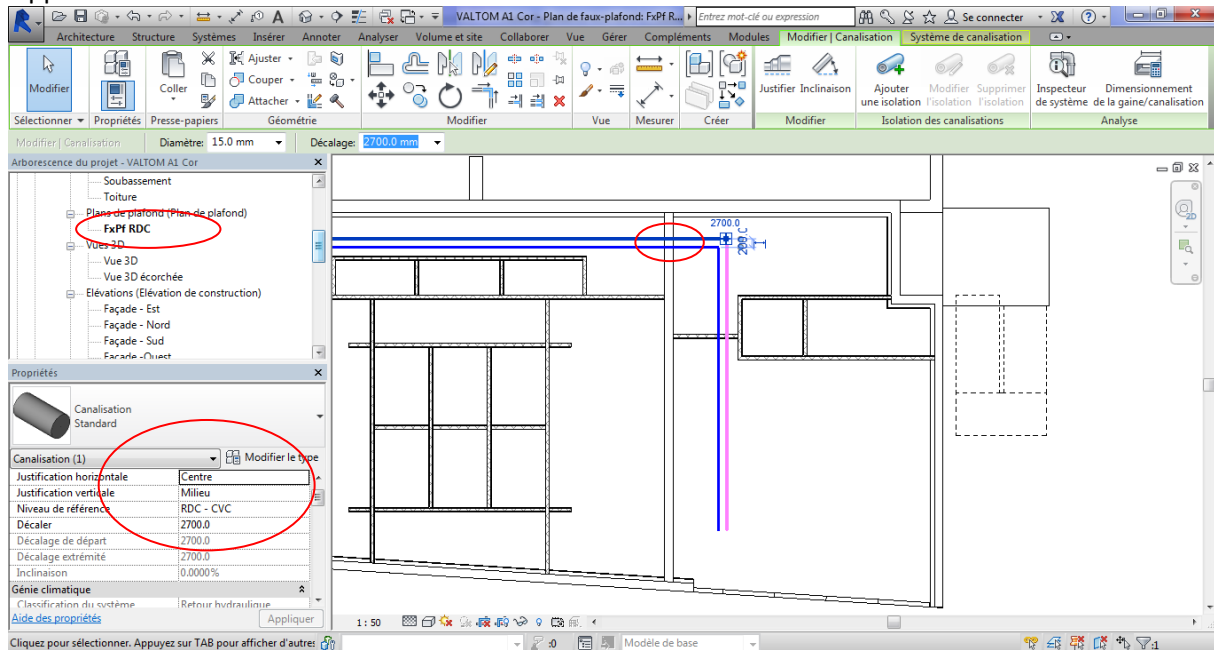 VALTOM A1 Cor - Plan de faux-plafond: FxPf R...
Entrez mot-clé ou expression
Se connecter
Architecture Structure Systèmes Insérer Annoter Analyser Volume et site Collaborer Vue Gérer Compléments Modules Modifier | Canalisation Système de canalisation
Modifier
Coller
Ajuster
Couper
Attacher
Justifier Inclinaison
Ajouter une isolation
Modifier l'isolation
Supprimer l'isolation
Inspecteur de système
Dimensionnement de la gaine/canalisation
Sélectionner Propriétés Presse-papiers Géométrie Modifier Vue Mesurer Créer Modifier Isolation des canalisations Analyse
Modifier | Canalisation Diamètre: 15.0 mm Décalage: 2700.0 mm
Arborescence du projet - VALTOM A1 Cor
Soubassement
Toiture
Plans de plafond (Plan de plafond)
FxPf RDC
Vues 3D
Vue 3D
Vue 3D écorchée
Elévations (Elévation de construction)
Façade - Est
Façade - Nord
Façade - Sud
Façade -Ouest
Propriétés
Canalisation
Standard
Canalisation (1) Modifier le type
Justification horizontale Centre
Justification verticale Milieu
Niveau de référence RDC - CVC
Décaler 2700.0
Décalage de départ 2700.0
Décalage extrémité 2700.0
Inclinaison 0.0000%
Génie climatique
Classification du système Retour hydraulique
Aide des propriétés Appliquer
2700.0
2D
1 : 50
Cliquez pour sélectionner. Appuyez sur TAB pour afficher d'autres
:0
Modèle de base
:1